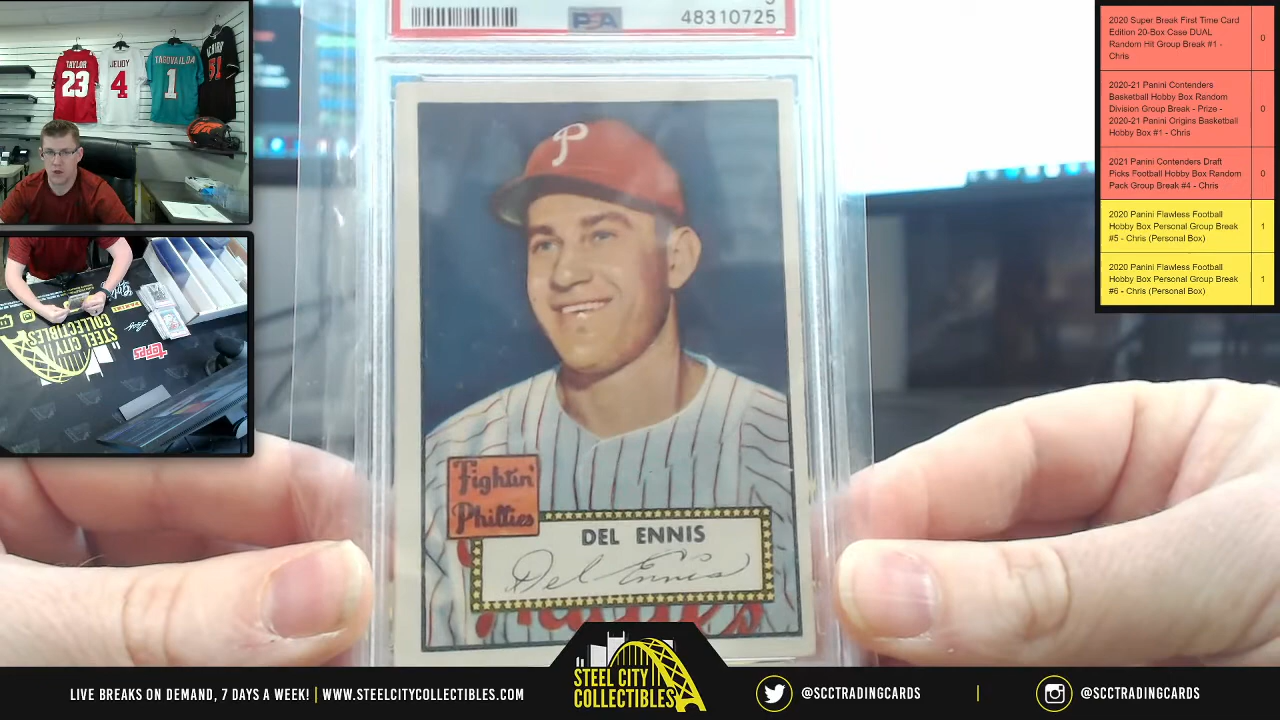 TAYLOR
23
JEUDY
4
TAGOVAILOA
1
51
STEEL CITY
COLLECTIBLES
Topps
PSA
48310725
P
Fightin'
Phillies
DEL ENNIS
Del Ennis
2020 Super Break First Time Card
Edition 20-Box Case DUAL
Random Hit Group Break #1 -
Chris
0
2020-21 Panini Contenders
Basketball Hobby Box Random
Division Group Break - Prize -
2020-21 Panini Origins Basketball
Hobby Box #1 - Chris
0
2021 Panini Contenders Draft
Picks Football Hobby Box Random
Pack Group Break #4 - Chris
0
2020 Panini Flawless Football
Hobby Box Personal Group Break
#5 - Chris (Personal Box)
1
2020 Panini Flawless Football
Hobby Box Personal Group Break
#6 - Chris (Personal Box)
1
LIVE BREAKS ON DEMAND, 7 DAYS A WEEK! | WWW.STEELCITYCOLLECTIBLES.COM
STEEL CITY
COLLECTIBLES
@SCCTRADINGCARDS
|
@SCCTRADINGCARDS